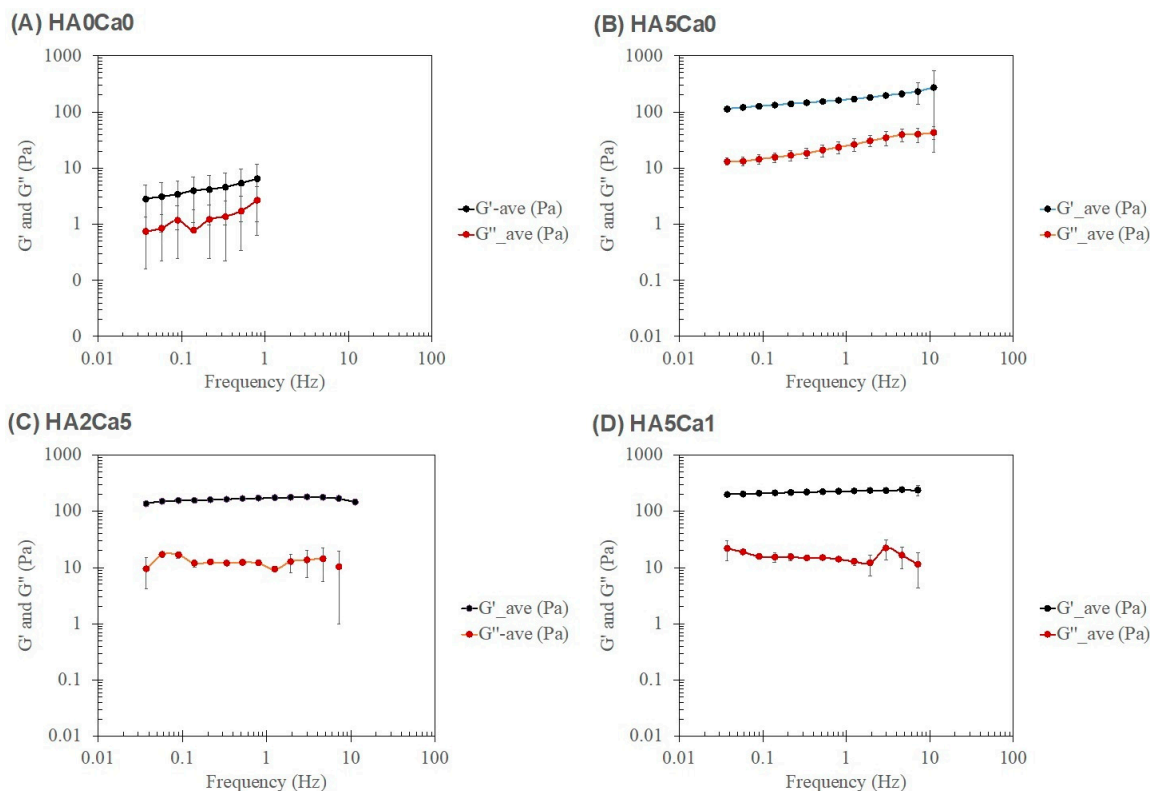 (A) HA0Ca0
1000
100
10
1
0
0
G' and G" (Pa)
0.01 0.1 1 10 100
Frequency (Hz)
G'-ave (Pa)
G"_ave (Pa)
(B) HA5Ca0
1000
100
10
1
0.1
0.01
G' and G" (Pa)
0.01 0.1 1 10 100
Frequency (Hz)
G'_ave (Pa)
G"_ave (Pa)
(C) HA2Ca5
1000
100
10
1
0.1
0.01
G' and G" (Pa)
0.01 0.1 1 10 100
Frequency (Hz)
G'_ave (Pa)
G"-ave (Pa)
(D) HA5Ca1
1000
100
10
1
0.1
0.01
G' and G" (Pa)
0.01 0.1 1 10 100
Frequency (Hz)
G'_ave (Pa)
G"_ave (Pa)